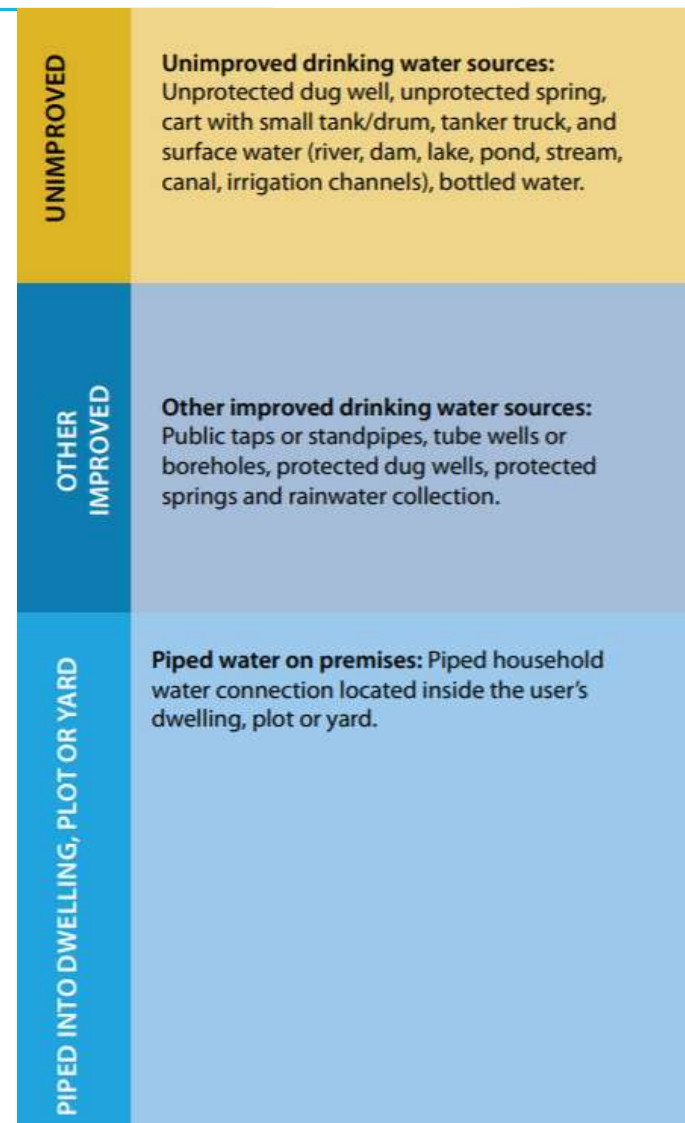 UNIMPROVED
Unimproved drinking water sources:
Unprotected dug well, unprotected spring,
cart with small tank/drum, tanker truck, and
surface water (river, dam, lake, pond, stream,
canal, irrigation channels), bottled water.
OTHER
IMPROVED
Other improved drinking water sources:
Public taps or standpipes, tube wells or
boreholes, protected dug wells, protected
springs and rainwater collection.
PIPED INTO DWELLING, PLOT OR YARD
Piped water on premises: Piped household
water connection located inside the user's
dwelling, plot or yard.